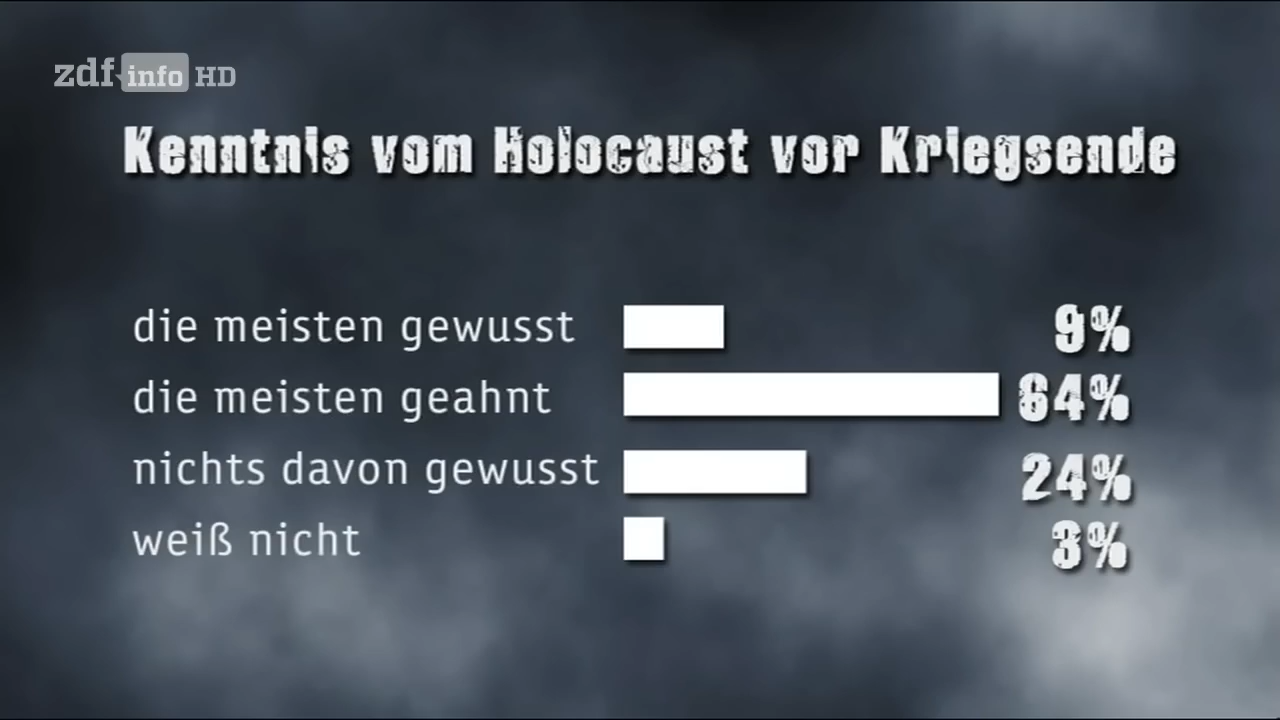 zdf info HD
Kenntnis vom Holocaust vor Kriegsende
die meisten gewusst 9%
die meisten geahnt 64%
nichts davon gewusst 24%
weiß nicht 3%